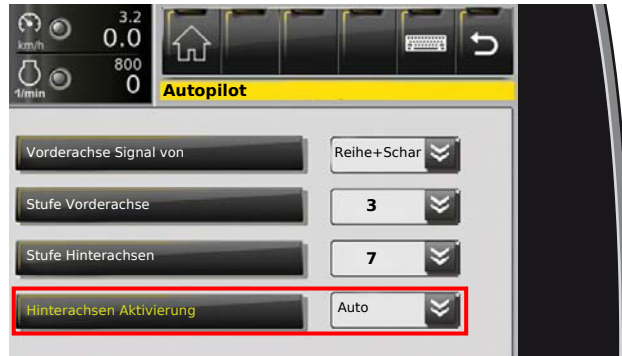 3.2
km/h 0.0
800
1/min 0
Autopilot
Vorderachse Signal von Reihe+Schar
Stufe Vorderachse 3
Stufe Hinterachsen 7
Hinterachsen Aktivierung Auto